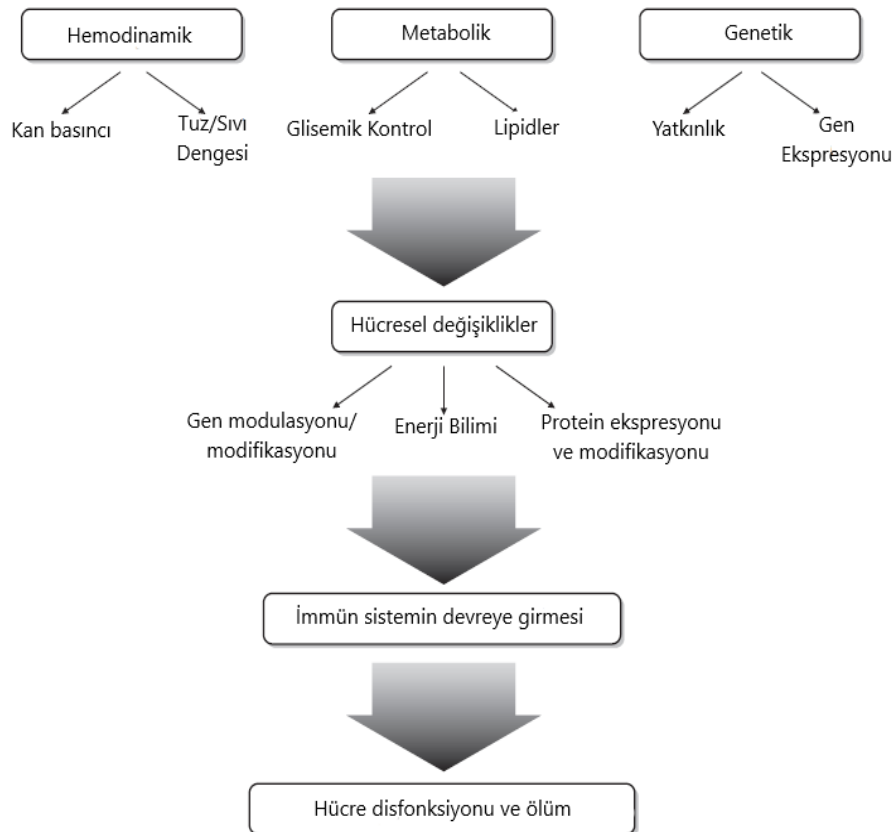 Hemodinamik
Metabolik
Genetik
Kan basıncı
Tuz/Sıvı
Dengesi
Glisemik Kontrol
Lipidler
Yatkınlık
Gen
Ekspresyonu
Hücresel değişiklikler
Gen modulasyonu/
modifikasyonu
Enerji Bilimi
Protein ekspresyonu
ve modifikasyonu
İmmün sistemin devreye girmesi
Hücre disfonksiyonu ve ölüm